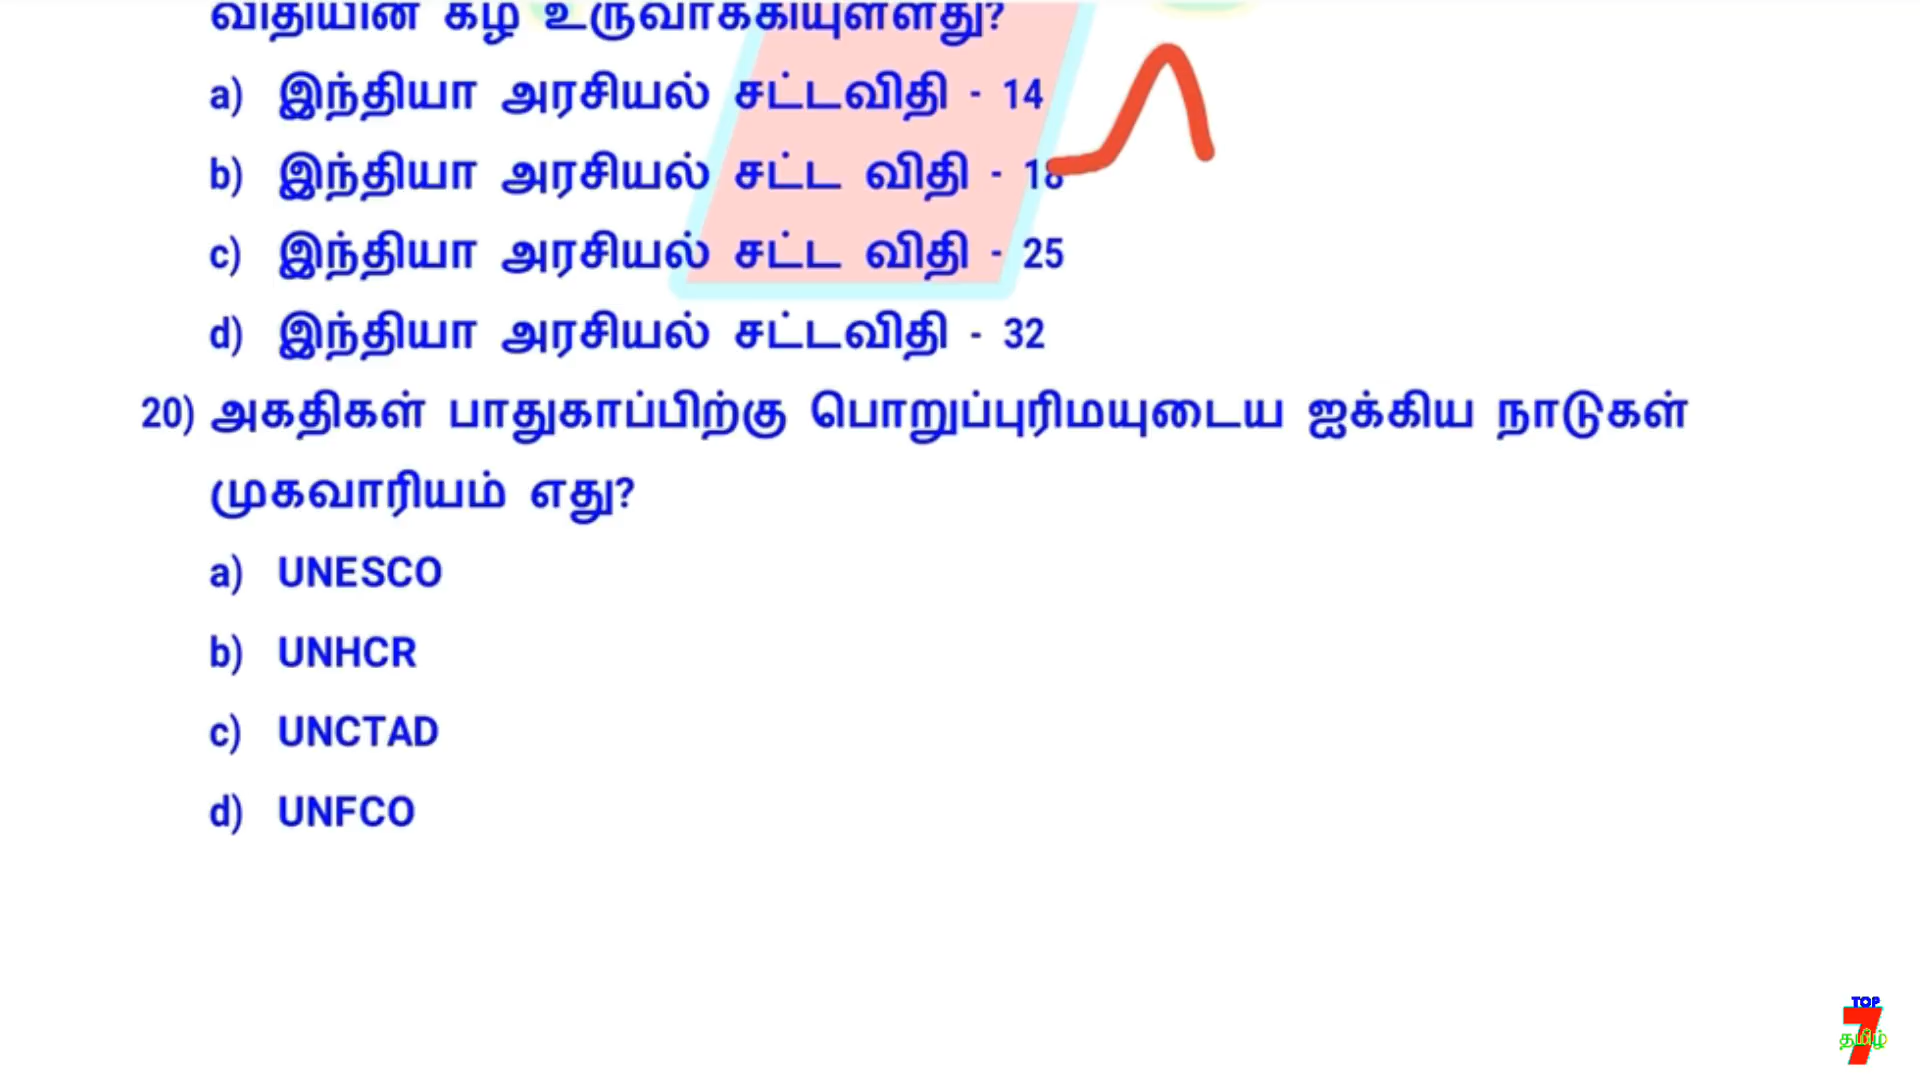 விதியின் கீழ் உருவாக்கியுள்ளது?
a) இந்தியா அரசியல் சட்டவிதி - 14
b) இந்தியா அரசியல் சட்ட விதி - 18
c) இந்தியா அரசியல் சட்ட விதி - 25
d) இந்தியா அரசியல் சட்டவிதி - 32
20) அகதிகள் பாதுகாப்பிற்கு பொறுப்புரிமயுடைய ஐக்கிய நாடுகள்
முகவாரியம் எது?
a) UNESCO
b) UNHCR
c) UNCTAD
d) UNFCO
TOP
7
தமிழ்